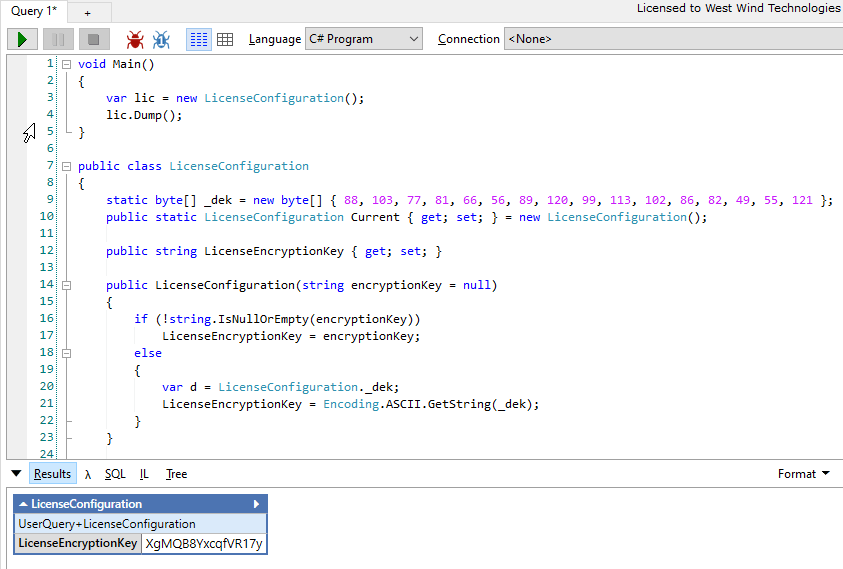 Query 1*
+
Licensed to West Wind Technologies
Language C# Program Connection <None>
1 void Main()
2 {
3 var lic = new LicenseConfiguration();
4 lic.Dump();
5 }
6
7 public class LicenseConfiguration
8 {
9 static byte[] _dek = new byte[] { 88, 103, 77, 81, 66, 56, 89, 120, 99, 113, 102, 86, 82, 49, 55, 121 };
10 public static LicenseConfiguration Current { get; set; } = new LicenseConfiguration();
11
12 public string LicenseEncryptionKey { get; set; }
13
14 public LicenseConfiguration(string encryptionKey = null)
15 {
16 if (!string.IsNullOrEmpty(encryptionKey))
17 LicenseEncryptionKey = encryptionKey;
18 else
19 {
20 var d = LicenseConfiguration._dek;
21 LicenseEncryptionKey = Encoding.ASCII.GetString(_dek);
22 }
23 }
24
Results λ SQL IL Tree Format
LicenseConfiguration
UserQuery+LicenseConfiguration
LicenseEncryptionKey XgMQB8YxcqfVR17y